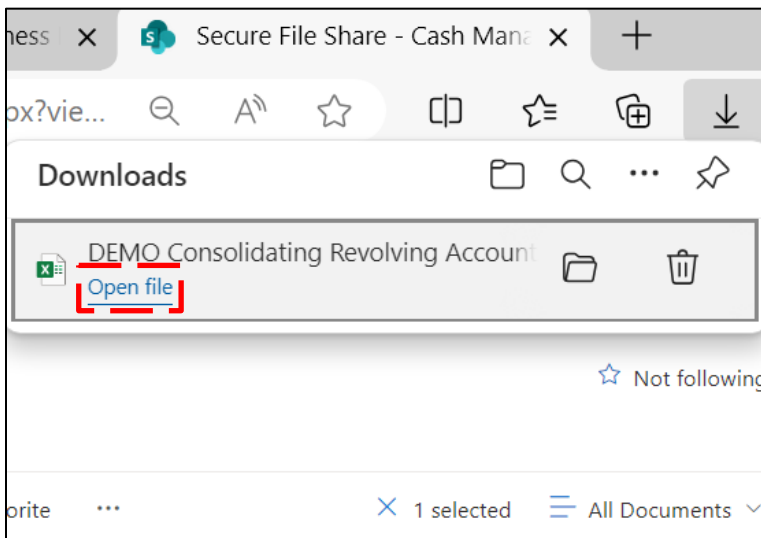 ness
Secure File Share - Cash Mana
px?vie...
Downloads
DEMO Consolidating Revolving Account
Open file
Not following
orite ... 1 selected All Documents